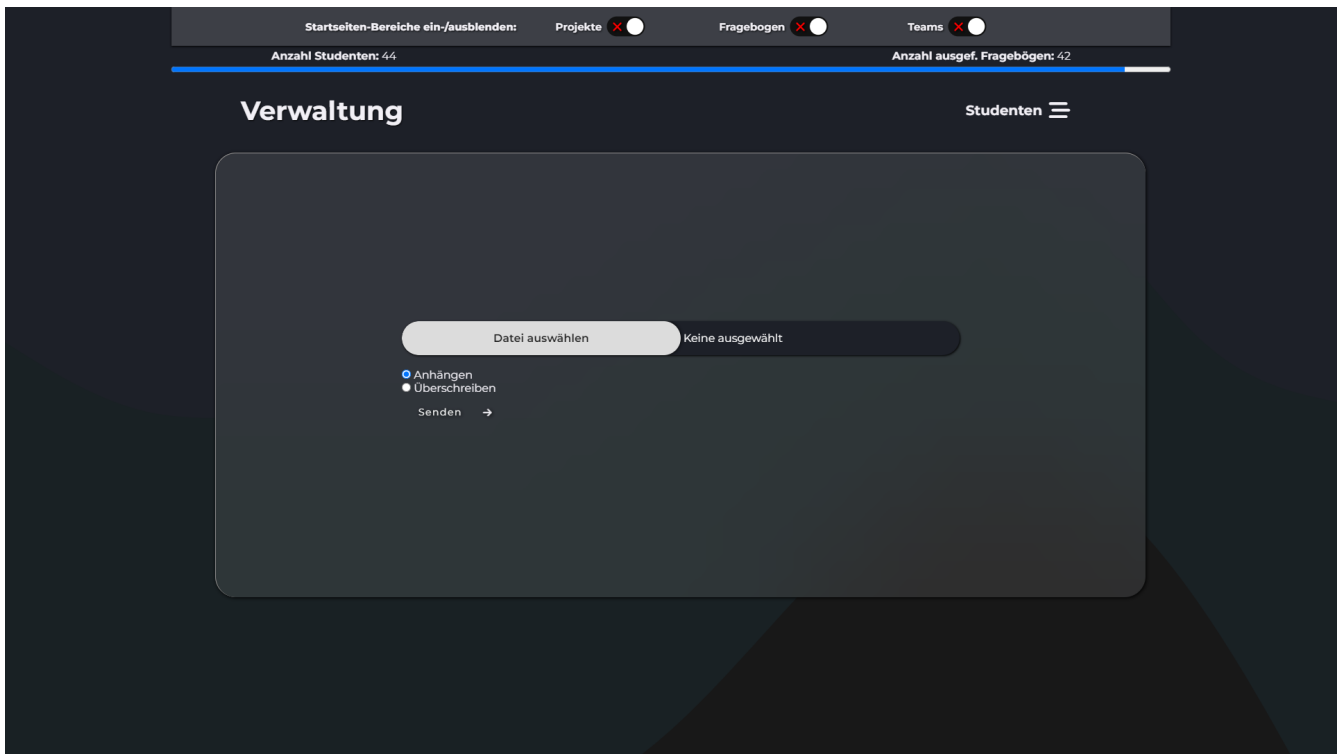 Startseiten-Bereiche ein-/ausblenden: Projekte Fragebogen Teams
Anzahl Studenten: 44 Anzahl ausgef. Fragebögen: 42
Verwaltung Studenten
Datei auswählen Keine ausgewählt
Anhängen
Überschreiben
Senden